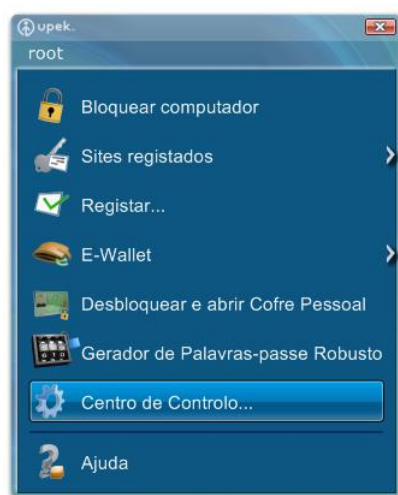 upek.
root
Bloquear computador
Sites registados
Registar...
E-Wallet
Desbloquear e abrir Cofre Pessoal
Gerador de Palavras-passe Robusto
Centro de Controlo...
Ajuda